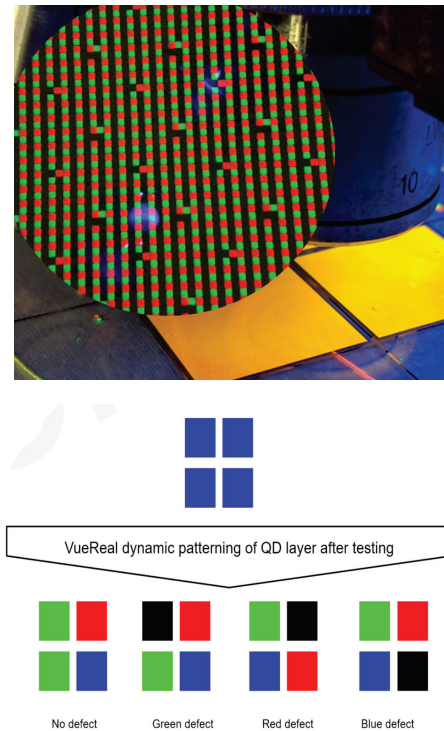 10
VueReal dynamic patterning of QD layer after testing
No defect
Green defect
Red defect
Blue defect